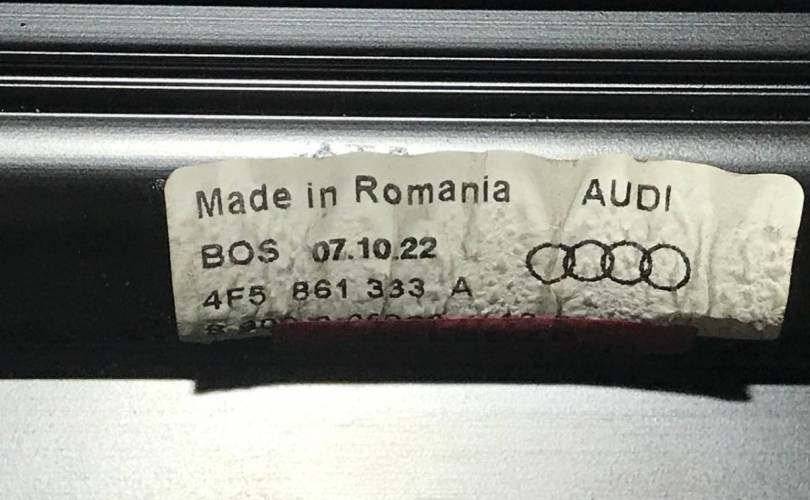 Made in Romania AUDI
BOS 07.10.22
4F5 861 333 A